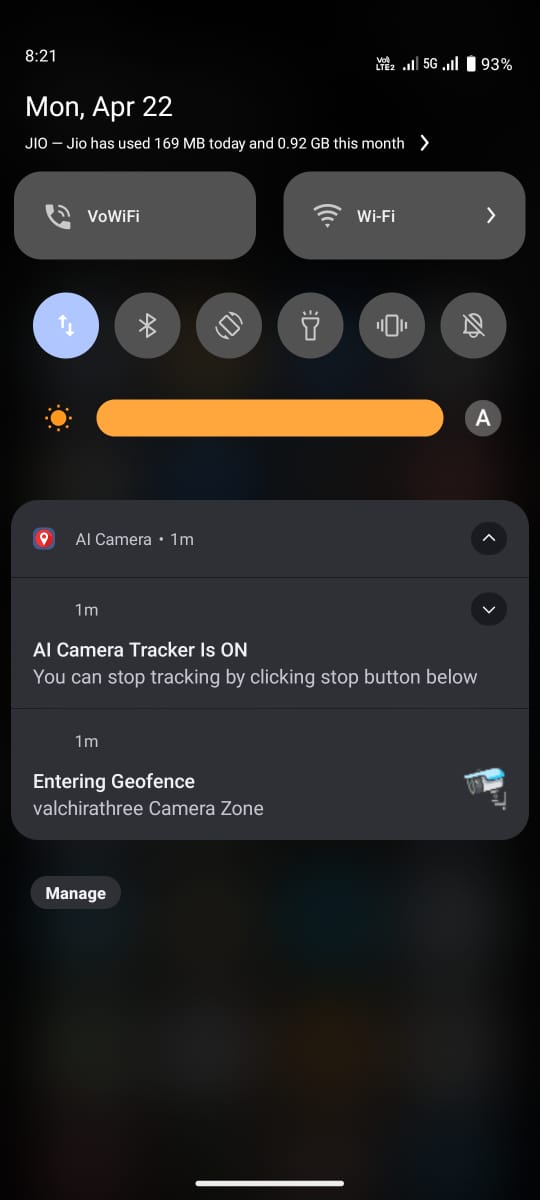 8:21
Vo) LTE2 5G 93%
Mon, Apr 22
JIO — Jio has used 169 MB today and 0.92 GB this month
VoWiFi
Wi-Fi
A
AI Camera • 1m
1m
AI Camera Tracker Is ON
You can stop tracking by clicking stop button below
1m
Entering Geofence
valchirathree Camera Zone
Manage